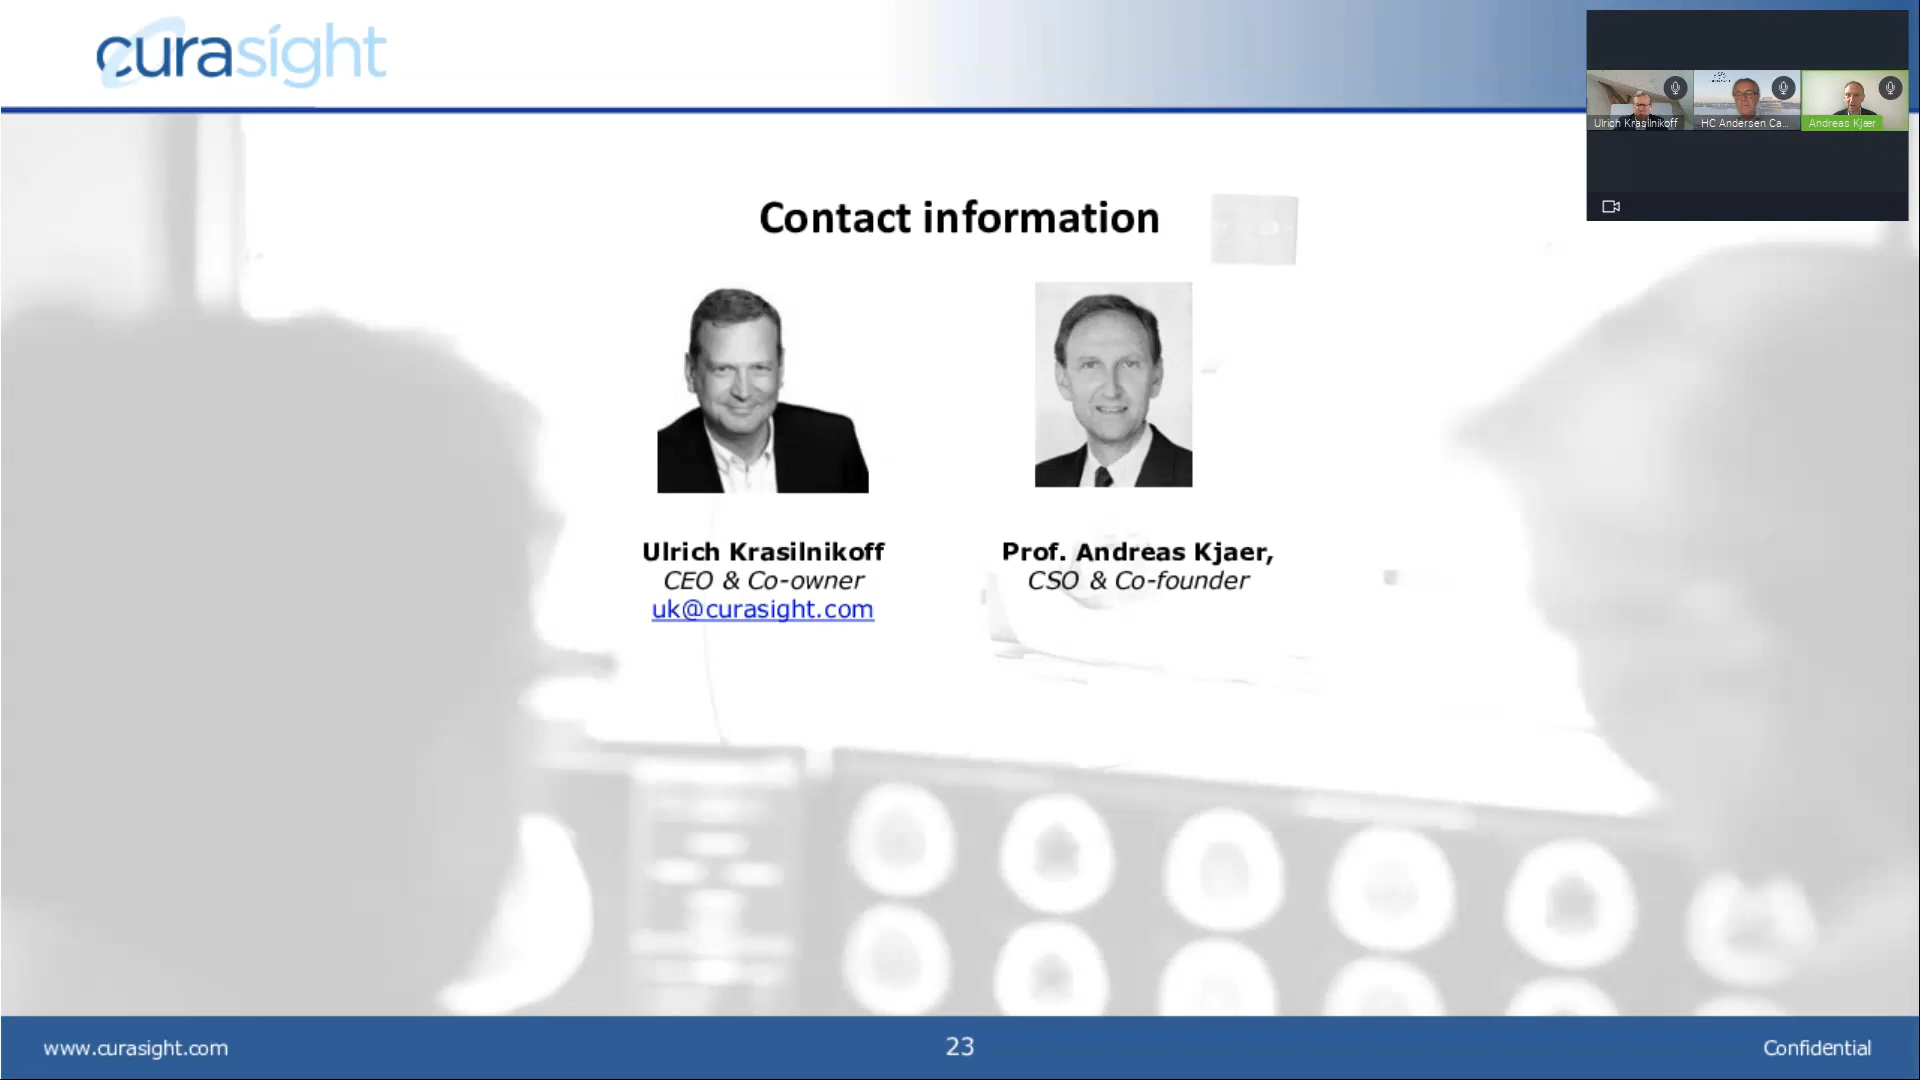 curasight
Ulrich Krasilnikoff
HC Andersen Ca...
Andreas Kjær
Contact information
Ulrich Krasilnikoff
CEO & Co-owner
uk@curasight.com
Prof. Andreas Kjaer,
CSO & Co-founder
www.curasight.com
23
Confidential